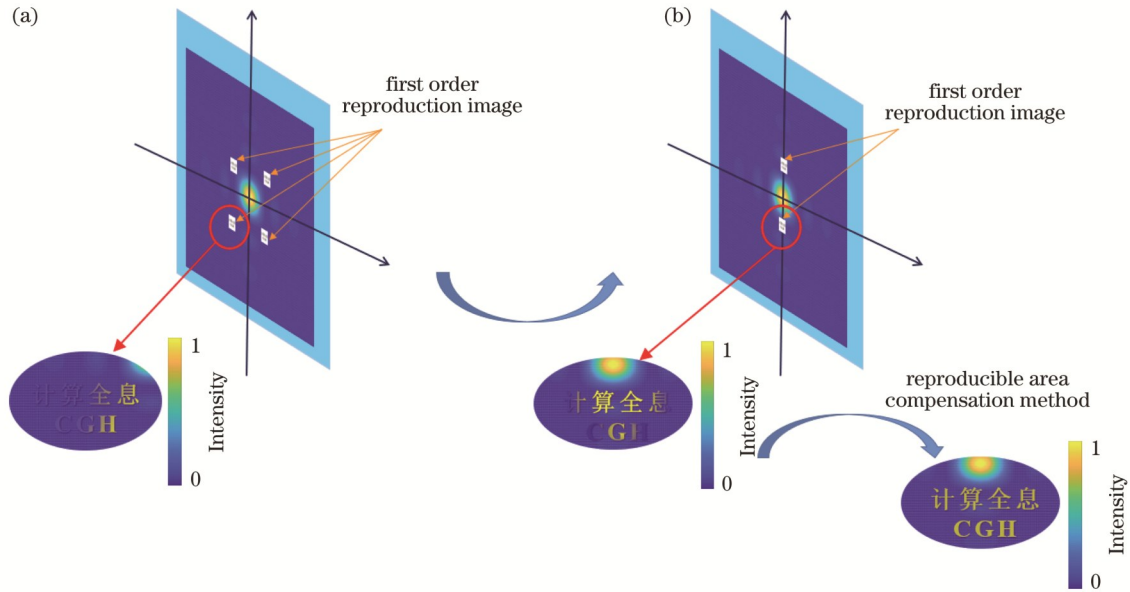 (a)
first order
reproduction image
1
Intensity
0
计算全息
CGH
(b)
first order
reproduction image
1
Intensity
0
计算全息
CGH
reproducible area
compensation method
1
Intensity
0
计算全息
CGH